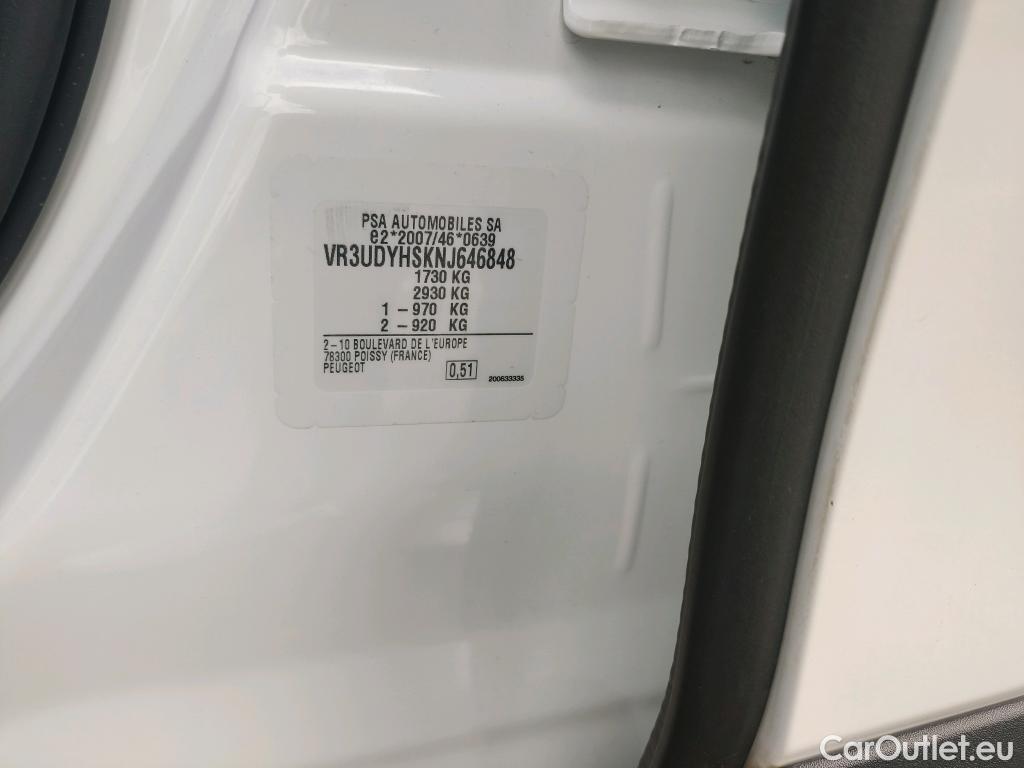 PSA AUTOMOBILES SA
e2*2007/46*0639
VR3UDYHSKNJ646848
1730 KG
2930 KG
1 – 970 KG
2 – 920 KG
2 – 10 BOULEVARD DE L'EUROPE
78300 POISSY (FRANCE)
PEUGEOT
0,51
200633335
CarOutlet.eu